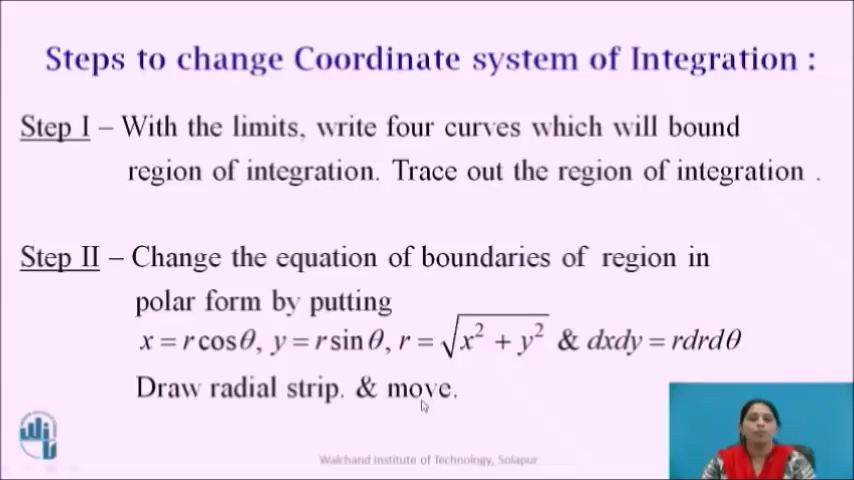 Steps to change Coordinate system of Integration :
Step I – With the limits, write four curves which will bound
region of integration. Trace out the region of integration .
Step II – Change the equation of boundaries of region in
polar form by putting
x = r cosθ, y = r sinθ, r = √(x² + y²) & dxdy = rdrdθ
Draw radial strip. & move.
Walchand Institute of Technology, Solapur